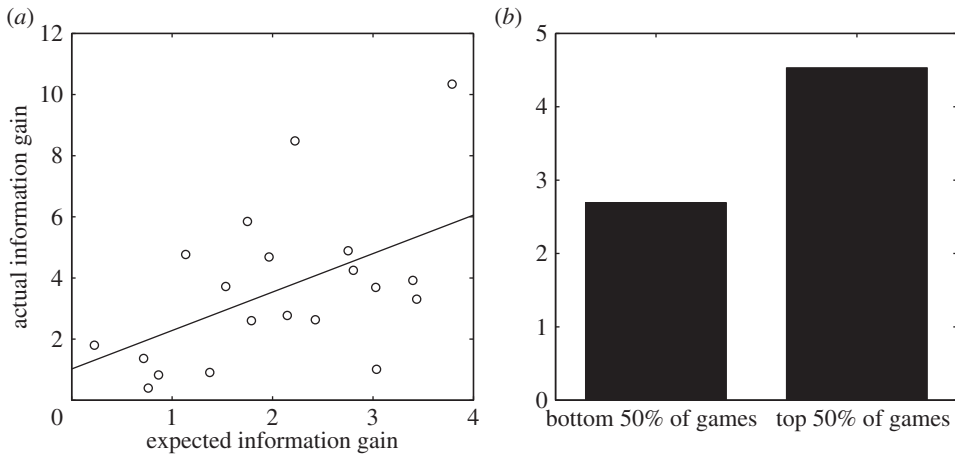 (a)
12
10
8
6
4
2
0
1
2
3
4
actual information gain
expected information gain
(b)
5
4
3
2
1
0
bottom 50% of games
top 50% of games